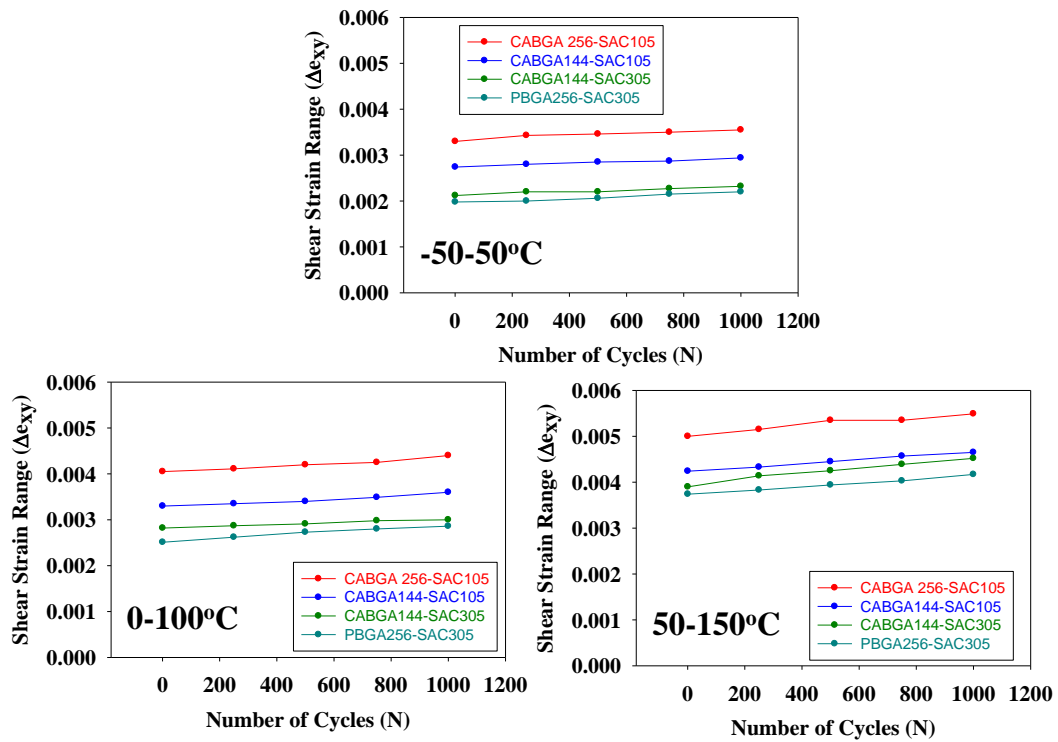 0.006
0.005
0.004
0.003
0.002
0.001
0.000
Shear Strain Range (Δexy)
CABGA 256-SAC105
CABGA144-SAC105
CABGA144-SAC305
PBGA256-SAC305
-50-50ºC
0 200 400 600 800 1000 1200
Number of Cycles (N)
0.006
0.005
0.004
0.003
0.002
0.001
0.000
Shear Strain Range (Δexy)
CABGA 256-SAC105
CABGA144-SAC105
CABGA144-SAC305
PBGA256-SAC305
0-100ºC
0 200 400 600 800 1000 1200
Number of Cycles (N)
0.006
0.005
0.004
0.003
0.002
0.001
0.000
Shear Strain Range (Δexy)
CABGA 256-SAC105
CABGA144-SAC105
CABGA144-SAC305
PBGA256-SAC305
50-150ºC
0 200 400 600 800 1000 1200
Number of Cycles (N)